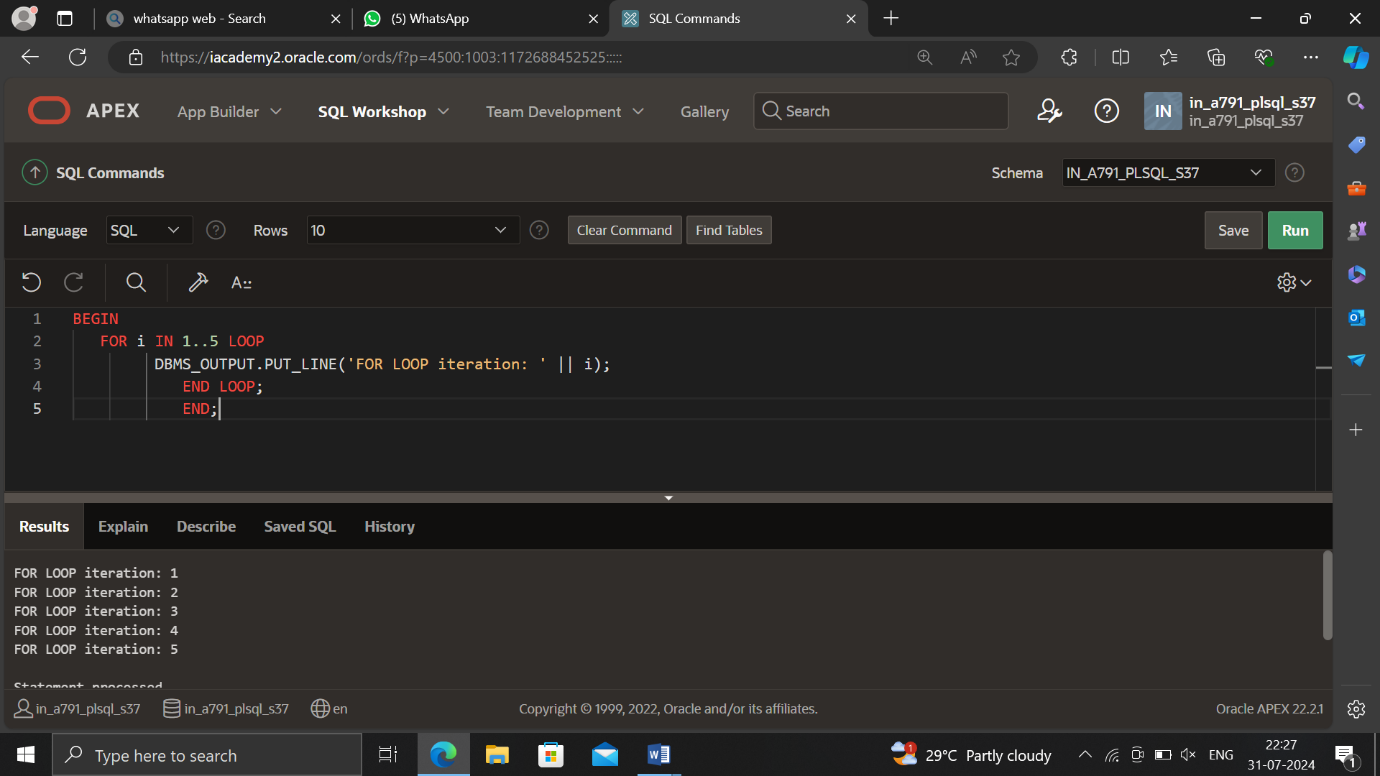 whatsapp web - Search
(5) WhatsApp
SQL Commands
https://iacademy2.oracle.com/ords/f?p=4500:1003:1172688452525:::::
APEX
App Builder
SQL Workshop
Team Development
Gallery
Search
IN
in_a791_plsql_s37
in_a791_plsql_s37
SQL Commands
Schema
IN_A791_PLSQL_S37
Language
SQL
Rows
10
Clear Command
Find Tables
Save
Run
A::
1 BEGIN
2 FOR i IN 1..5 LOOP
3 DBMS_OUTPUT.PUT_LINE('FOR LOOP iteration: ' || i);
4 END LOOP;
5 END;
Results
Explain
Describe
Saved SQL
History
FOR LOOP iteration: 1
FOR LOOP iteration: 2
FOR LOOP iteration: 3
FOR LOOP iteration: 4
FOR LOOP iteration: 5
Statement processed
in_a791_plsql_s37
in_a791_plsql_s37
en
Copyright © 1999, 2022, Oracle and/or its affiliates.
Oracle APEX 22.2.1
Type here to search
1
29°C Partly cloudy
ENG
22:27
31-07-2024
1